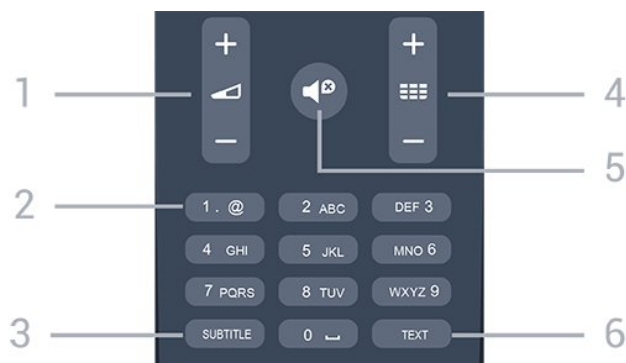 + +
1 4
− −
5
2 1 . @ 2 ABC DEF 3
4 GHI 5 JKL MNO 6
7 PQRS 8 TUV WXYZ 9
3 SUBTITLE 0 ⎵ TEXT 6